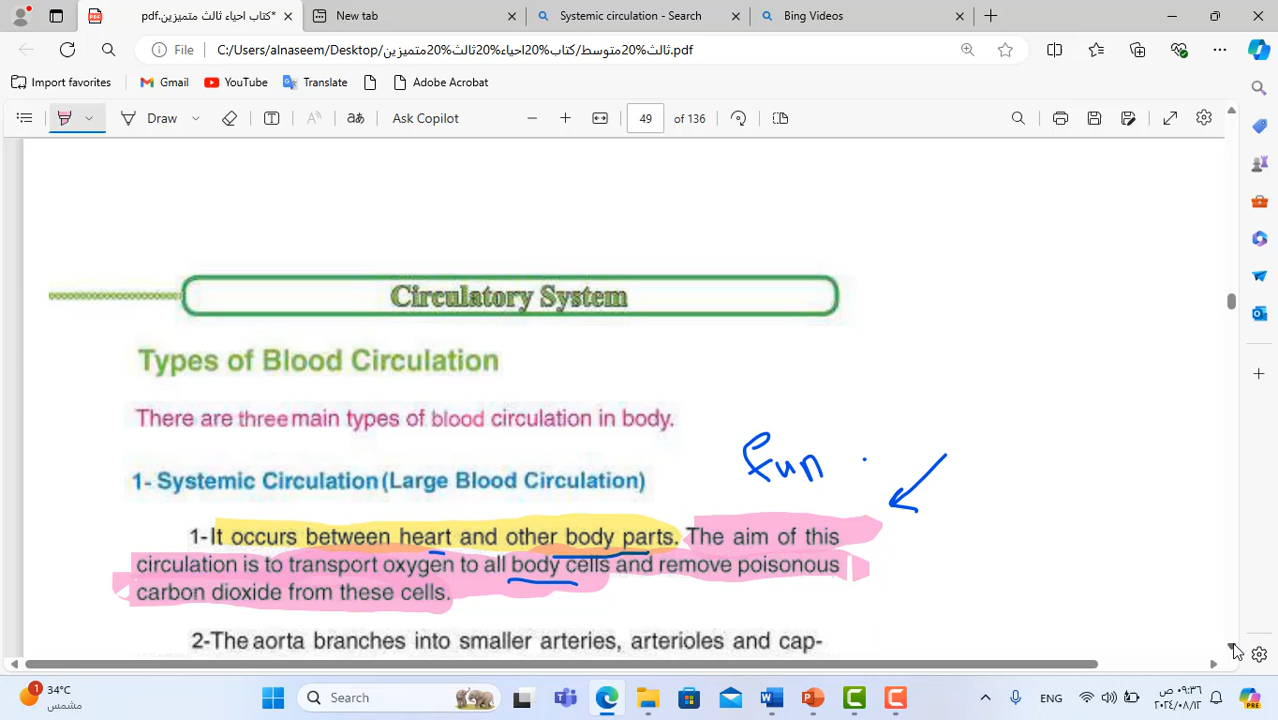 كتاب احياء ثالث متميزين.pdf*
New tab
Systemic circulation - Search
Bing Videos
File
C:/Users/alnaseem/Desktop/ثالث%20متوسط/كتاب%20احياء%20ثالث%20متميزين.pdf
Import favorites
Gmail
YouTube
Translate
Adobe Acrobat
Draw
Ask Copilot
49
of 136
Circulatory System
Types of Blood Circulation
There are three main types of blood circulation in body.
fun
1- Systemic Circulation (Large Blood Circulation)
1-It occurs between heart and other body parts. The aim of this
circulation is to transport oxygen to all body cells and remove poisonous
carbon dioxide from these cells.
2-The aorta branches into smaller arteries, arterioles and cap-
1
34°C
مشمس
Search
ENG
٠٩:٣٦ ص
٢٠٢٤/٠٨/١٢
PRE